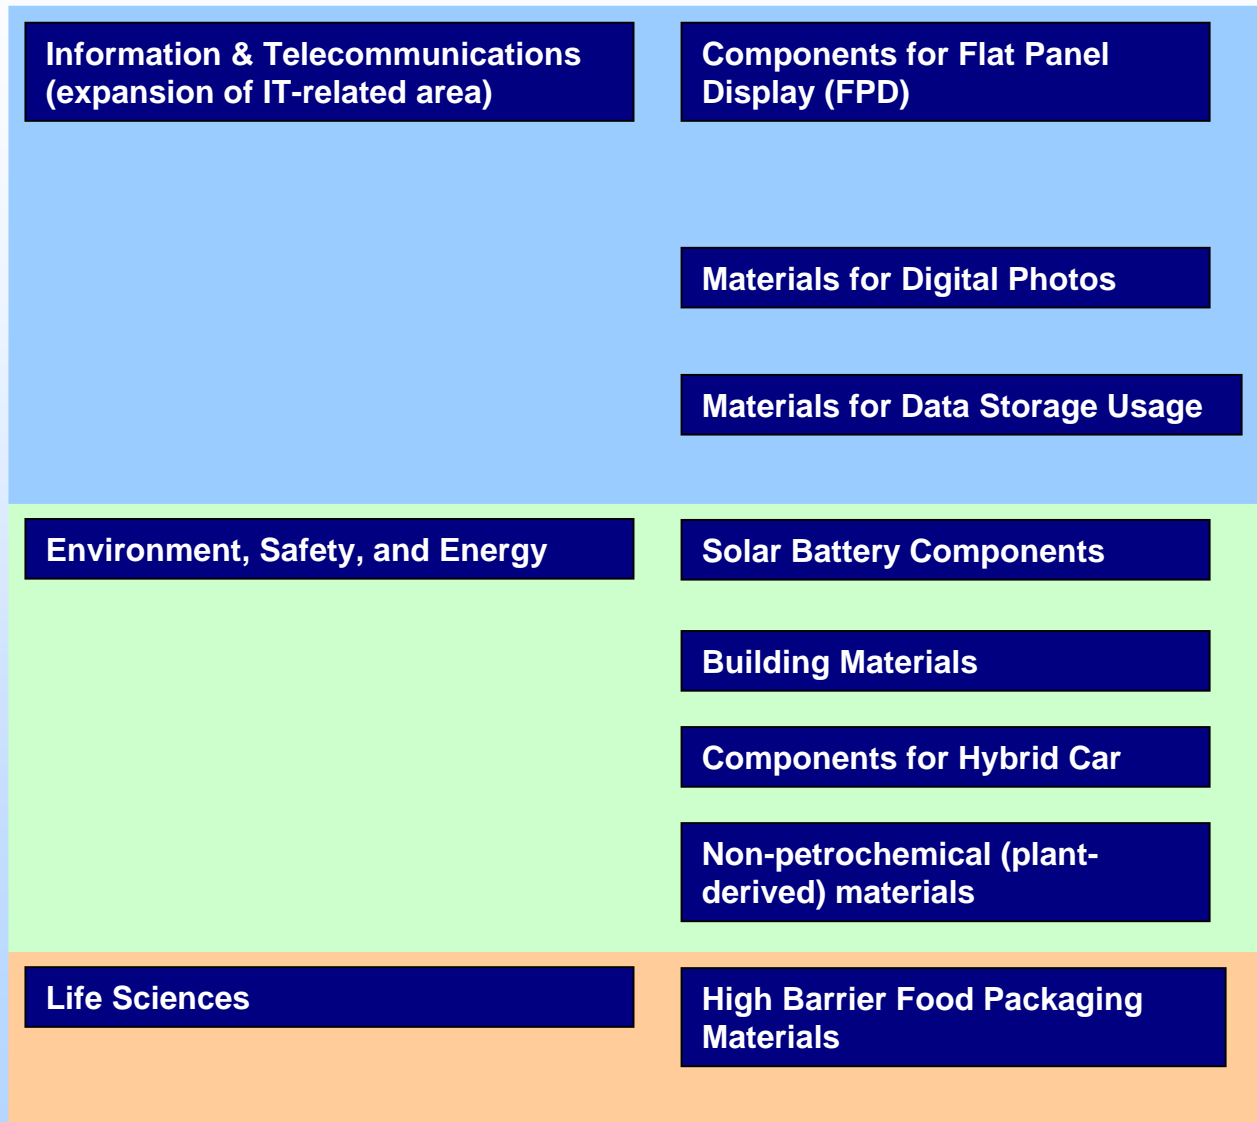 Information & Telecommunications
(expansion of IT-related area)
Components for Flat Panel
Display (FPD)
Materials for Digital Photos
Materials for Data Storage Usage
Environment, Safety, and Energy
Solar Battery Components
Building Materials
Components for Hybrid Car
Non-petrochemical (plant-
derived) materials
Life Sciences
High Barrier Food Packaging
Materials